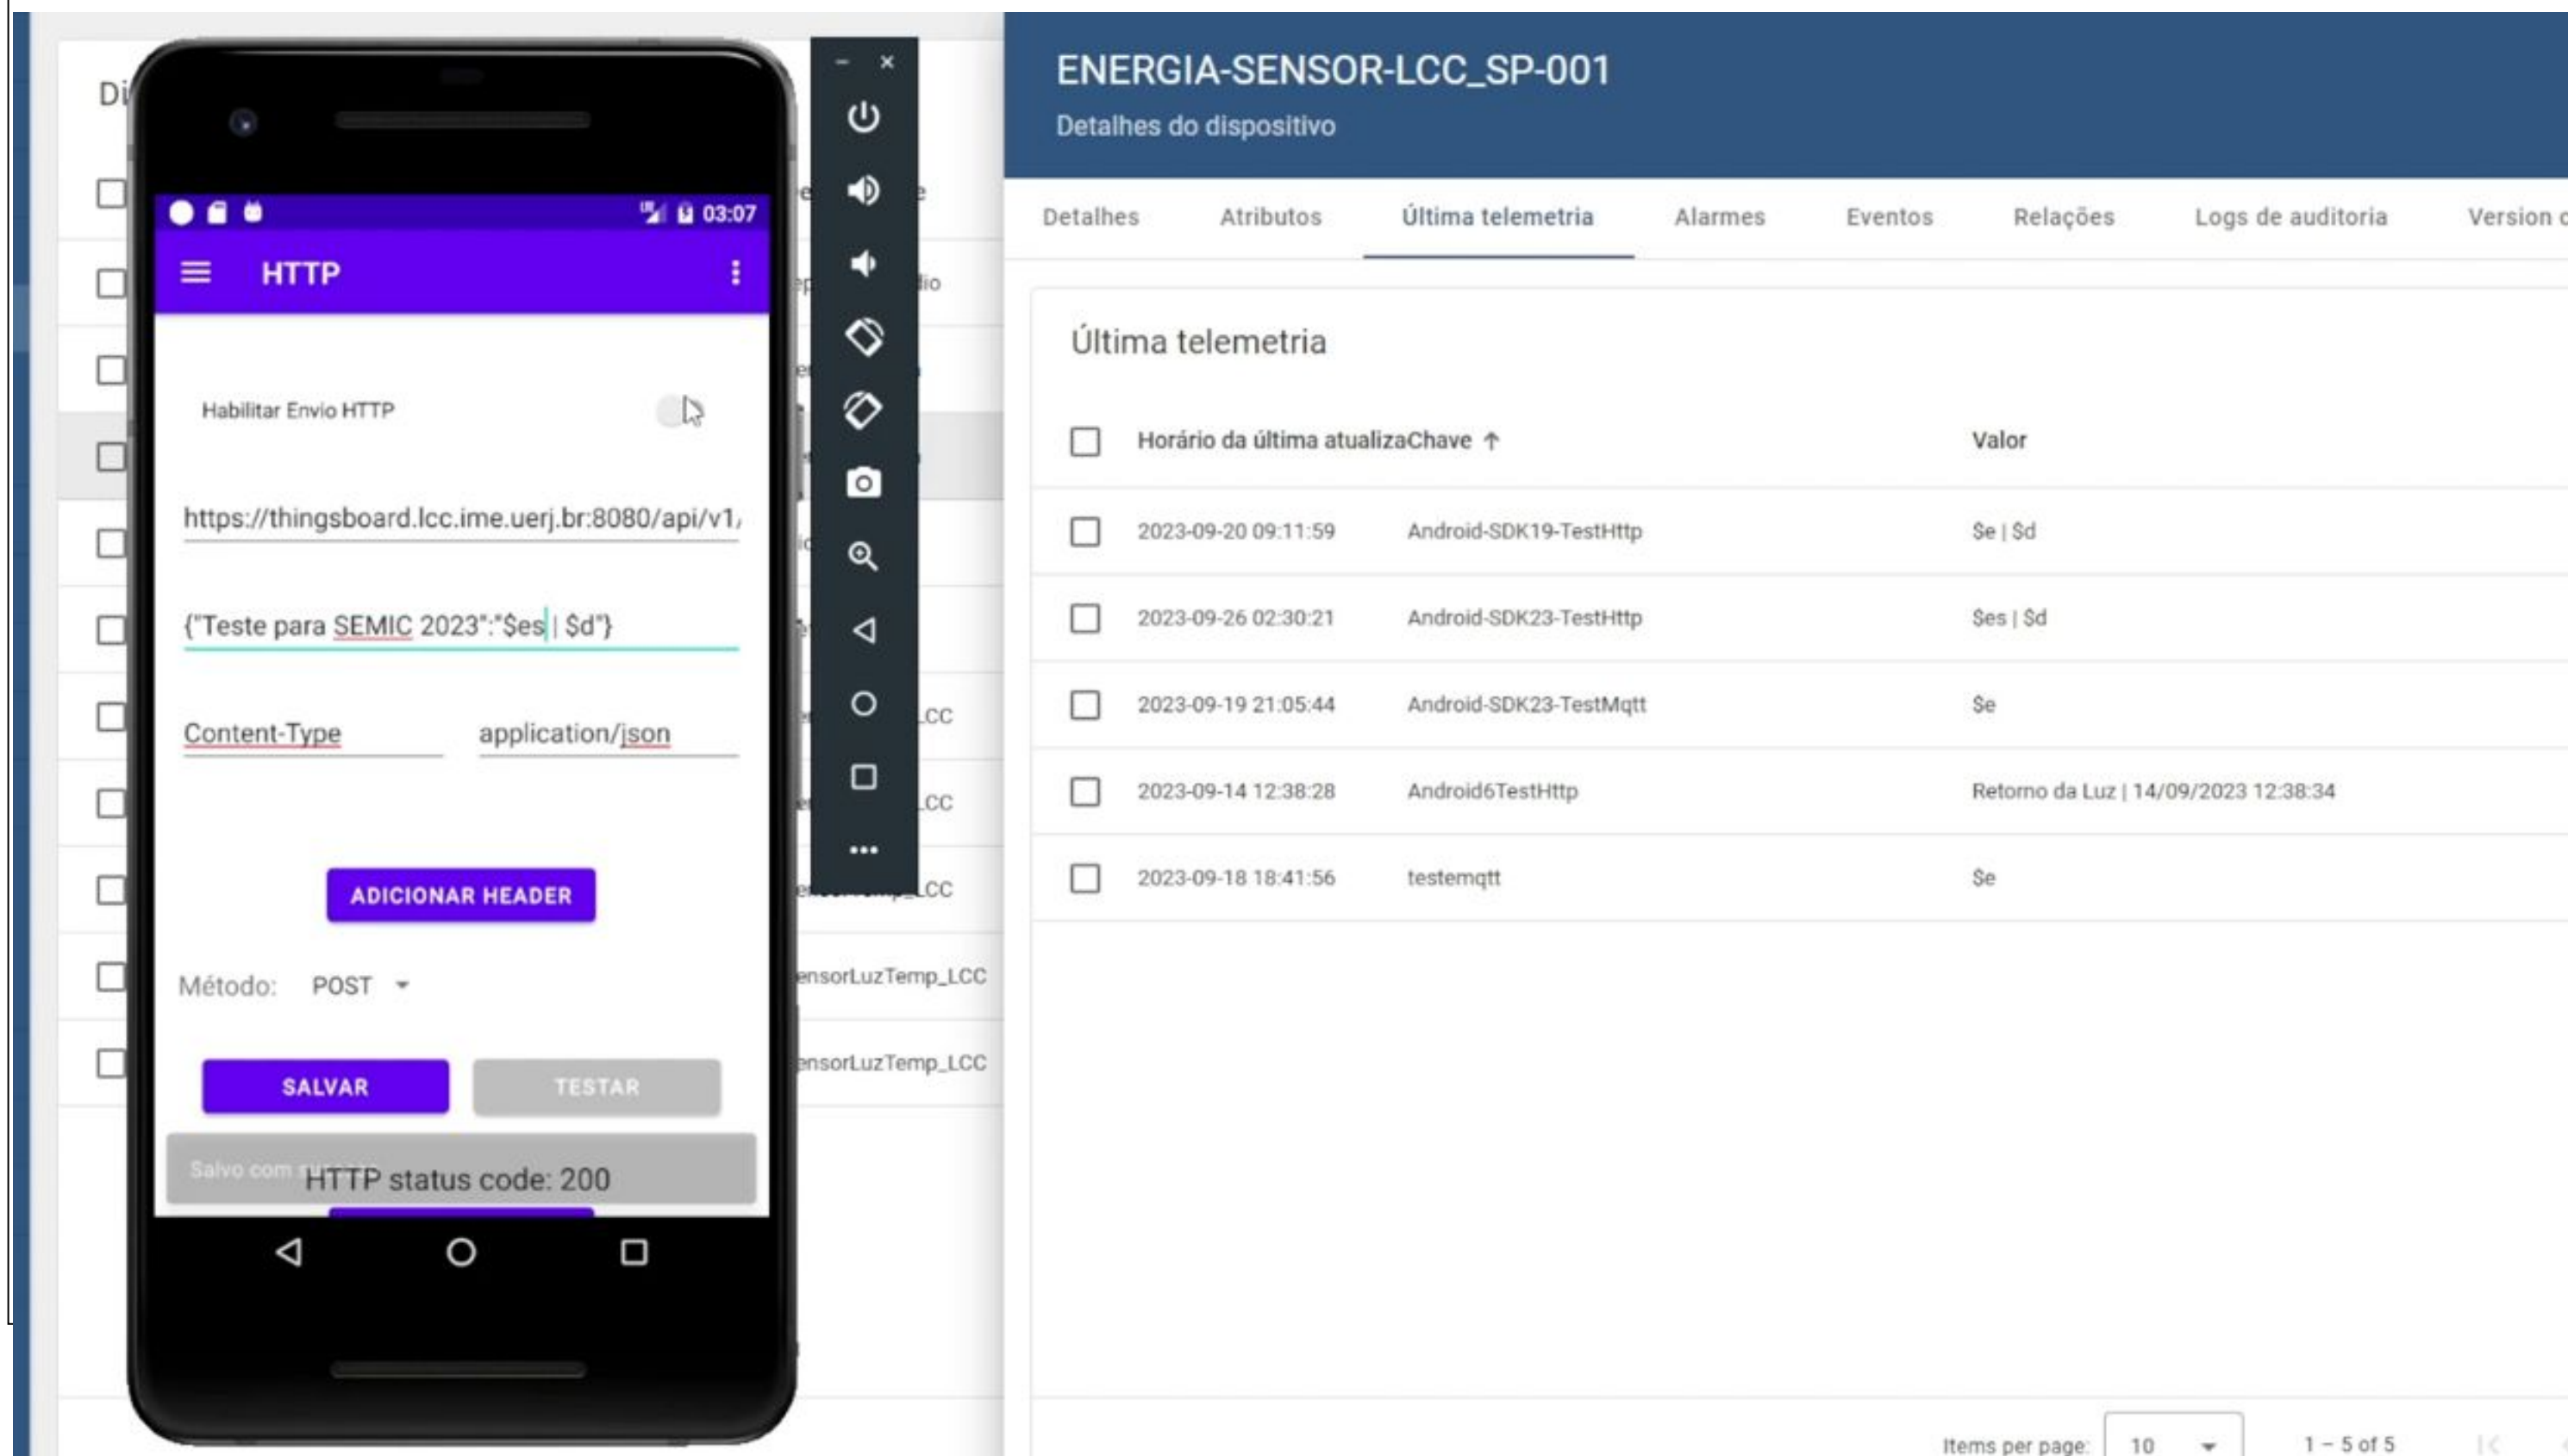 03:07
HTTP
Habilitar Envio HTTP
https://thingsboard.lcc.ime.uerj.br:8080/api/v1/
{"Teste para SEMIC 2023":"$es | $d"}
Content-Type application/json
ADICIONAR HEADER
Método: POST
SALVAR TESTAR
Salvo com
HTTP status code: 200
_LCC
_LCC
_LCC
ensorLuzTemp_LCC
ensorLuzTemp_LCC
ENERGIA-SENSOR-LCC_SP-001
Detalhes do dispositivo
Detalhes Atributos Última telemetria Alarmes Eventos Relações Logs de auditoria Version
Última telemetria
Horário da última atualizaChave ↑ Valor
2023-09-20 09:11:59 Android-SDK19-TestHttp $e | $d
2023-09-26 02:30:21 Android-SDK23-TestHttp $es | $d
2023-09-19 21:05:44 Android-SDK23-TestMqtt $e
2023-09-14 12:38:28 Android6TestHttp Retorno da Luz | 14/09/2023 12:38:34
2023-09-18 18:41:56 testemqtt $e
Items per page: 10 1 – 5 of 5